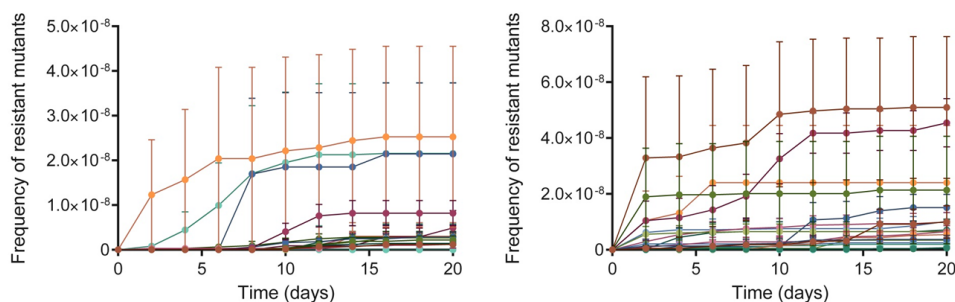 Frequency of resistant mutants
5.0×10⁻⁸
4.0×10⁻⁸
3.0×10⁻⁸
2.0×10⁻⁸
1.0×10⁻⁸
0
0 5 10 15 20
Time (days)
Frequency of resistant mutants
8.0×10⁻⁸
6.0×10⁻⁸
4.0×10⁻⁸
2.0×10⁻⁸
0
0 5 10 15 20
Time (days)